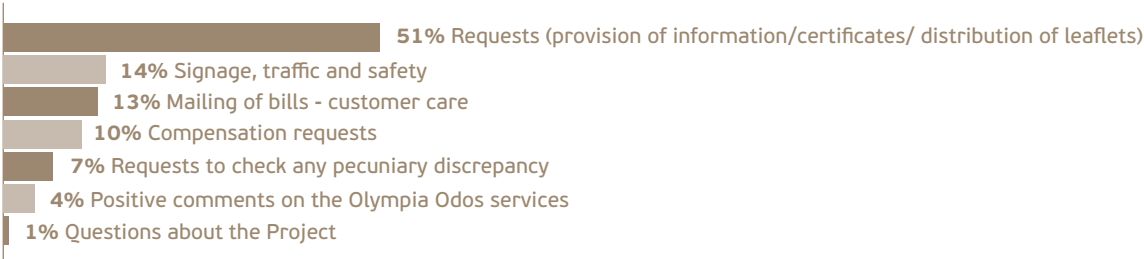 51% Requests (provision of information/certificates/ distribution of leaflets)
14% Signage, traffic and safety
13% Mailing of bills - customer care
10% Compensation requests
7% Requests to check any pecuniary discrepancy
4% Positive comments on the Olympia Odos services
1% Questions about the Project